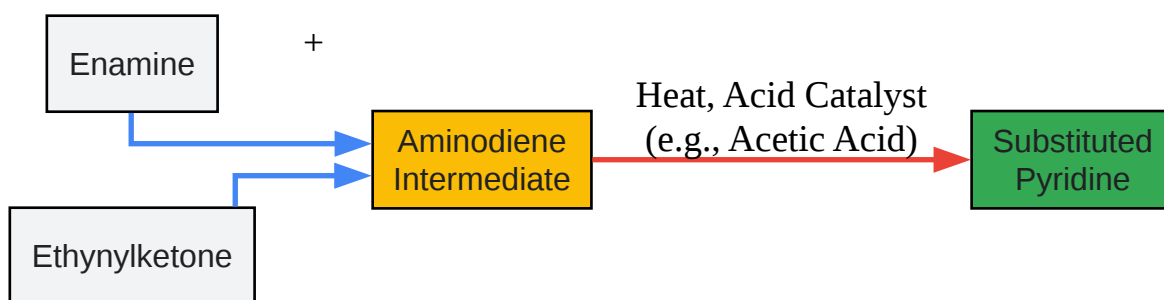 Enamine
+
Ethynylketone
Aminodiene
Intermediate
Heat, Acid Catalyst
(e.g., Acetic Acid)
Substituted
Pyridine